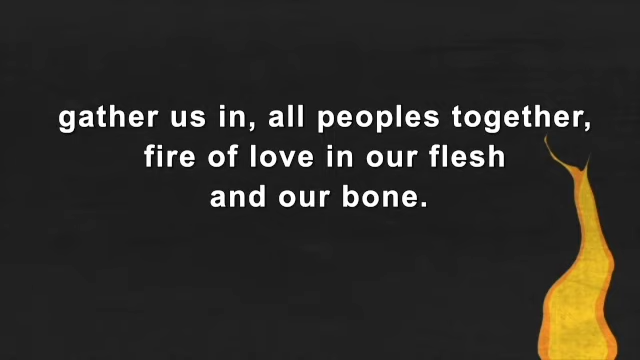 gather us in, all peoples together,
fire of love in our flesh
and our bone.